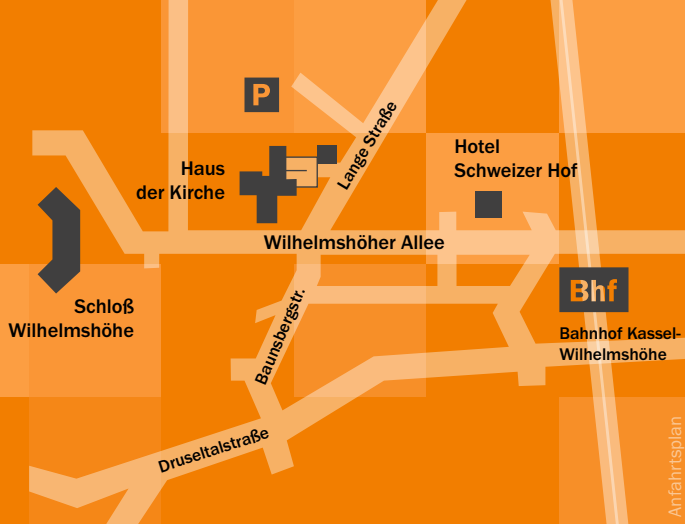 P
Lange Straße
Haus
der Kirche
Hotel
Schweizer Hof
Wilhelmshöher Allee
Schloß
Wilhelmshöhe
Baunsbergstr.
Bhf
Bahnhof Kassel-
Wilhelmshöhe
Druseltalstraße
Anfahrtsplan